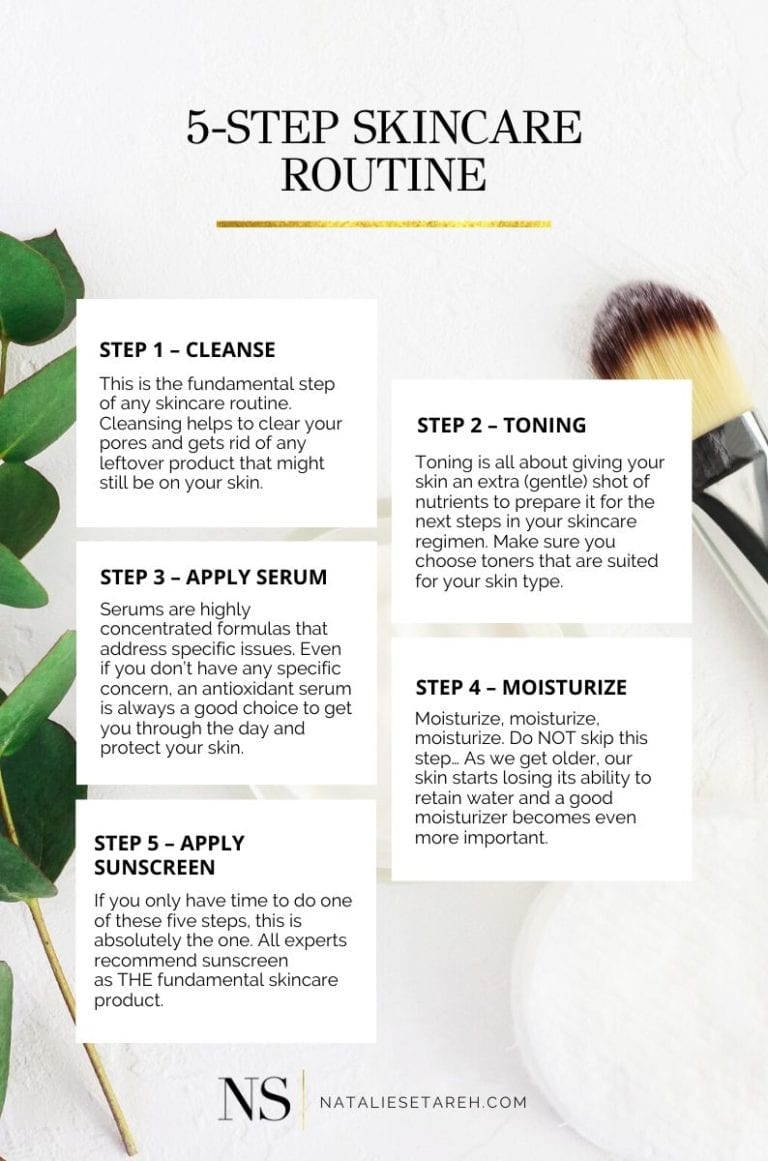 5-STEP SKINCARE
ROUTINE
STEP 1 – CLEANSE
This is the fundamental step
of any skincare routine.
Cleansing helps to clear your
pores and gets rid of any
leftover product that might
still be on your skin.
STEP 2 – TONING
Toning is all about giving your
skin an extra (gentle) shot of
nutrients to prepare it for the
next steps in your skincare
regimen. Make sure you
choose toners that are suited
for your skin type.
STEP 3 – APPLY SERUM
Serums are highly
concentrated formulas that
address specific issues. Even
if you don't have any specific
concern, an antioxidant serum
is always a good choice to get
you through the day and
protect your skin.
STEP 4 – MOISTURIZE
Moisturize, moisturize,
moisturize. Do NOT skip this
step... As we get older, our
skin starts losing its ability to
retain water and a good
moisturizer becomes even
more important.
STEP 5 – APPLY
SUNSCREEN
If you only have time to do one
of these five steps, this is
absolutely the one. All experts
recommend sunscreen
as THE fundamental skincare
product.
NS
NATALIESETAREH.COM